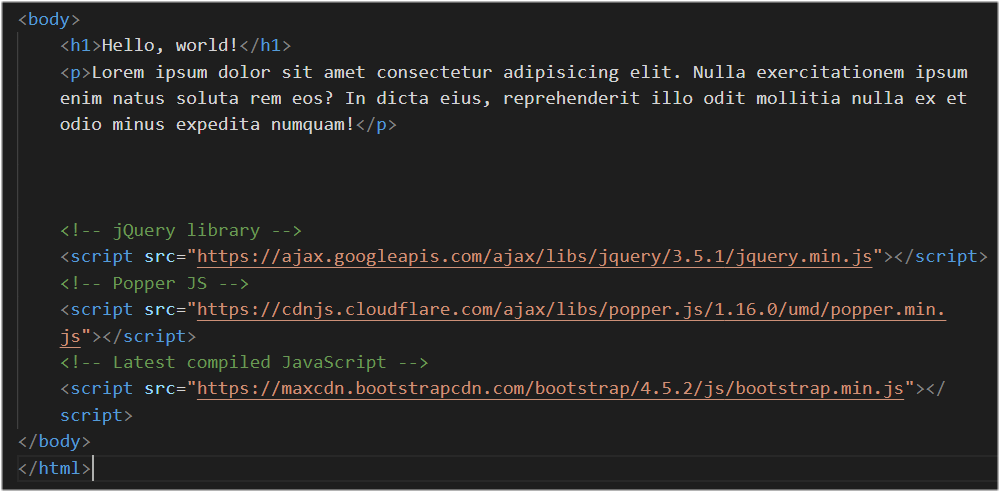 <body>
<h1>Hello, world!</h1>
<p>Lorem ipsum dolor sit amet consectetur adipisicing elit. Nulla exercitationem ipsum
enim natus soluta rem eos? In dicta eius, reprehenderit illo odit mollitia nulla ex et
odio minus expedita numquam!</p>
<!-- jQuery library -->
<script src="https://ajax.googleapis.com/ajax/libs/jquery/3.5.1/jquery.min.js"></script>
<!-- Popper JS -->
<script src="https://cdnjs.cloudflare.com/ajax/libs/popper.js/1.16.0/umd/popper.min.
js"></script>
<!-- Latest compiled JavaScript -->
<script src="https://maxcdn.bootstrapcdn.com/bootstrap/4.5.2/js/bootstrap.min.js"></
script>
</body>
</html>